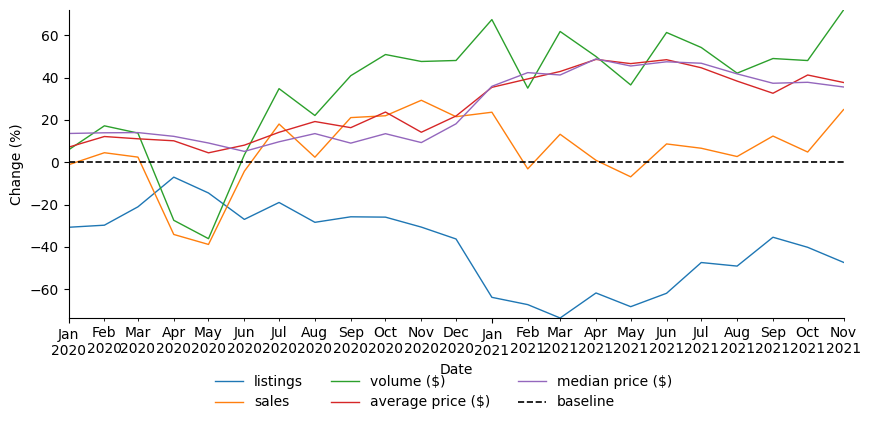 Change (%)
60
40
20
0
−20
−40
−60
Jan Feb Mar Apr May Jun Jul Aug Sep Oct Nov Dec Jan Feb Mar Apr May Jun Jul Aug Sep Oct Nov
2020 2020 2020 2020 2020 2020 2020 2020 2020 2020 2020 2020 2021 2021 2021 2021 2021 2021 2021 2021 2021 2021 2021
Date
listings volume ($) median price ($)
sales average price ($) baseline